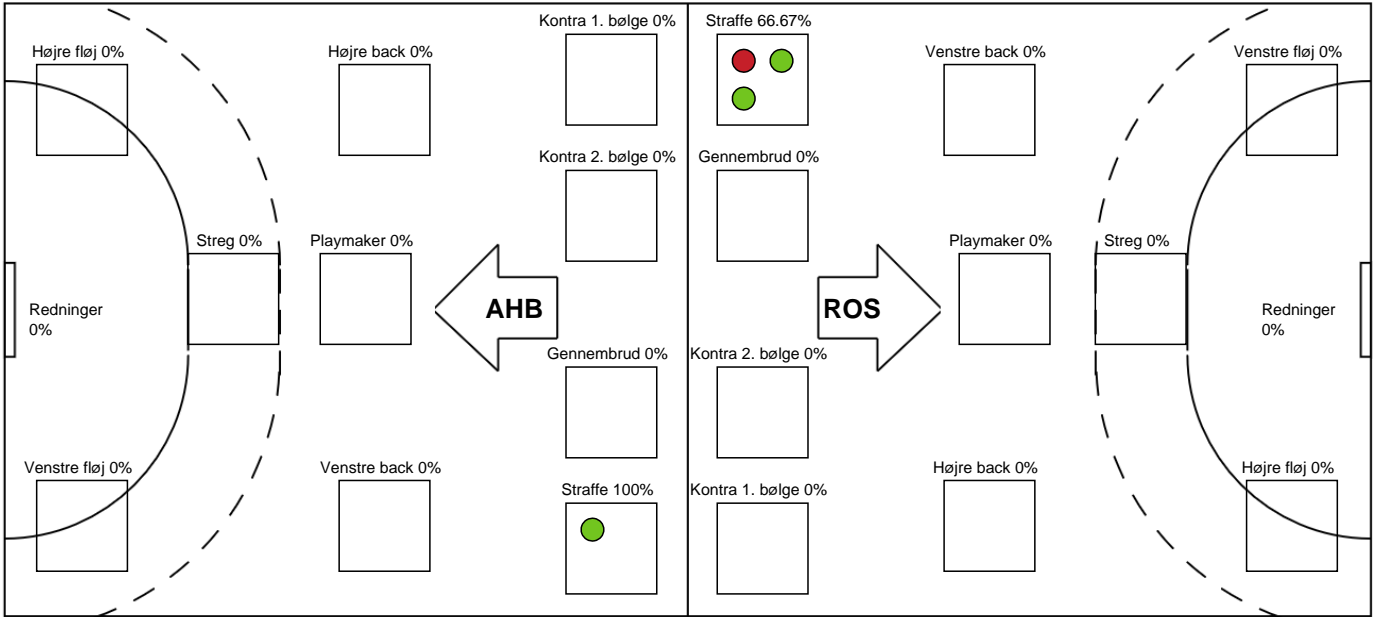 Kontra 1. bølge 0%
Straffe 66.67%
Højre fløj 0%
Højre back 0%
Venstre back 0%
Venstre fløj 0%
Kontra 2. bølge 0%
Gennembrud 0%
Streg 0%
Playmaker 0%
Playmaker 0%
Streg 0%
Redninger
0%
AHB
ROS
Redninger
0%
Gennembrud 0%
Kontra 2. bølge 0%
Venstre fløj 0%
Venstre back 0%
Højre back 0%
Højre fløj 0%
Straffe 100%
Kontra 1. bølge 0%